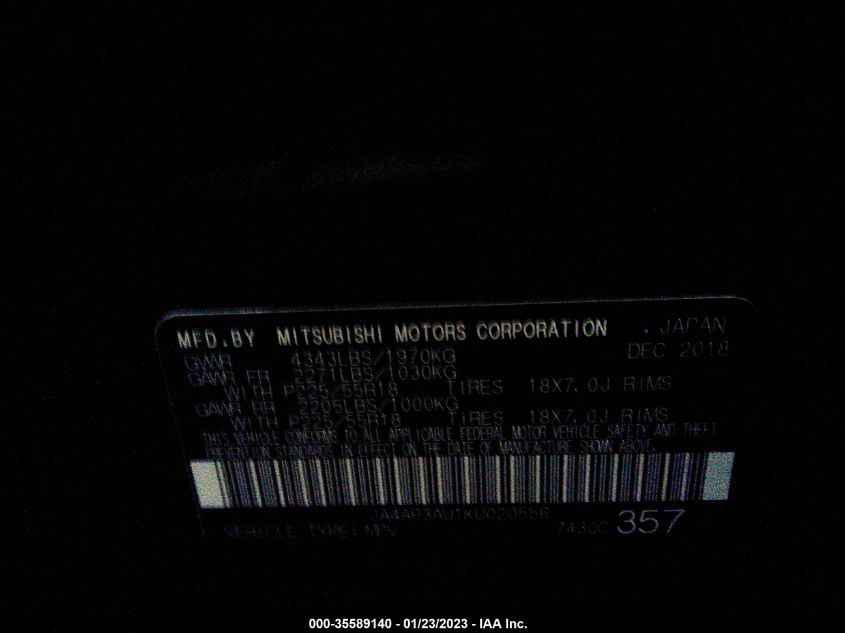 MFD.BY MITSUBISHI MOTORS CORPORATION , JAPAN
GVWR 4343LBS/1970KG DEC 2018
GAWR FR 2271LBS/1030KG
WITH P225/55R18 TIRES 18X7.0J RIMS
GAWR RR 2205LBS/1000KG
WITH P225/55R18 TIRES 18X7.0J RIMS
THIS VEHICLE CONFORMS TO ALL APPLICABLE FEDERAL MOTOR VEHICLE SAFETY AND THEFT
PREVENTION STANDARDS IN EFFECT ON THE DATE OF MANUFACTURE SHOWN ABOVE.
JA4AP3AU1KU020556
VEHICLE TYPE: MPV 7430C 357
000-35589140 - 01/23/2023 - IAA Inc.